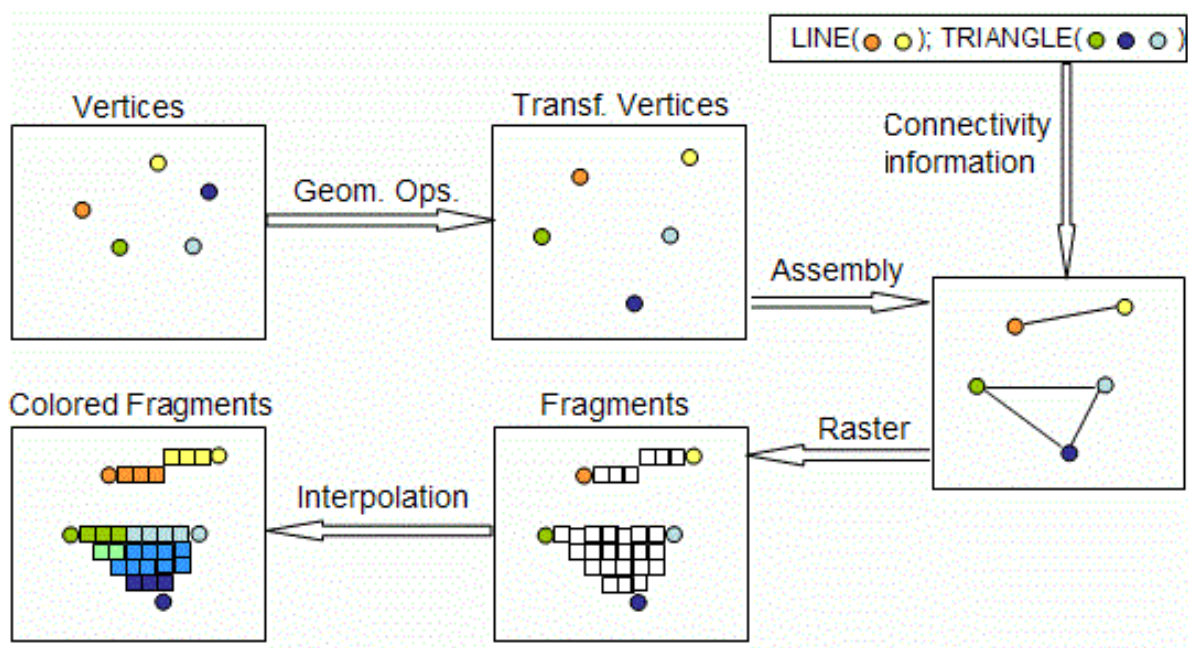 LINE( ); TRIANGLE( )
Vertices
Transf. Vertices
Connectivity
information
Geom. Ops.
Assembly
Colored Fragments
Fragments
Raster
Interpolation